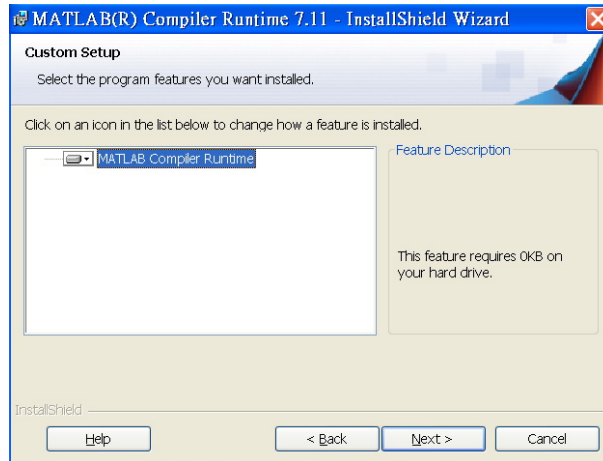 MATLAB(R) Compiler Runtime 7.11 - InstallShield Wizard
Custom Setup
Select the program features you want installed.
Click on an icon in the list below to change how a feature is installed.
MATLAB Compiler Runtime
Feature Description
This feature requires 0KB on
your hard drive.
InstallShield
Help
< Back
Next >
Cancel